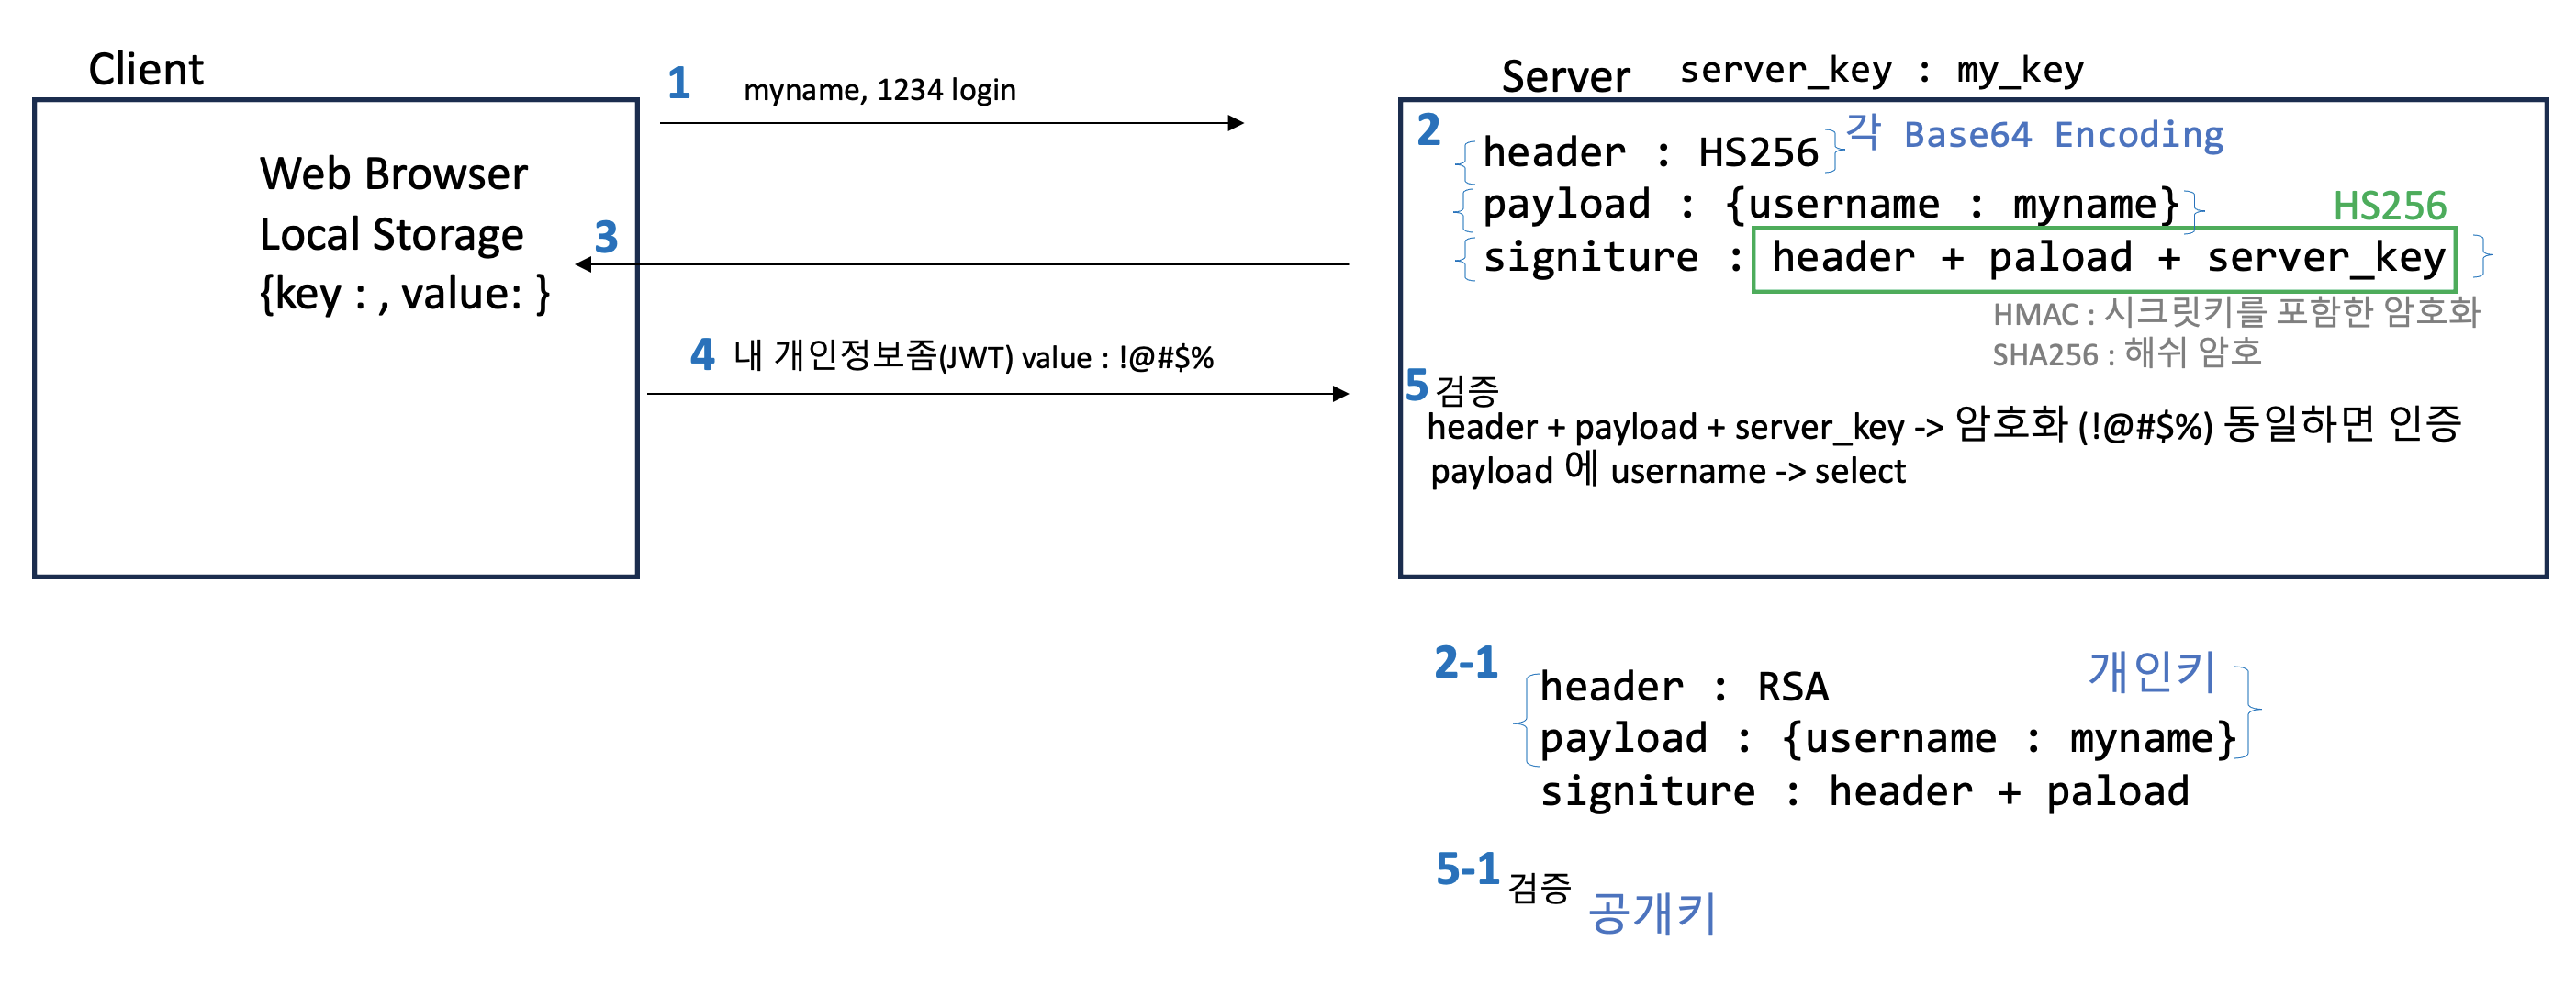 Client
1 myname, 1234 login
Web Browser
Local Storage
{key : , value: }
3
4 내 개인정보좀(JWT) value : !@#$%
Server server_key : my_key
2
header : HS256 각 Base64 Encoding
payload : {username : myname} HS256
signiture : header + paload + server_key
HMAC : 시크릿키를 포함한 암호화
SHA256 : 해쉬 암호
5 검증
header + payload + server_key -> 암호화 (!@#$%) 동일하면 인증
payload 에 username -> select
2-1
header : RSA 개인키
payload : {username : myname}
signiture : header + paload
5-1 검증
공개키